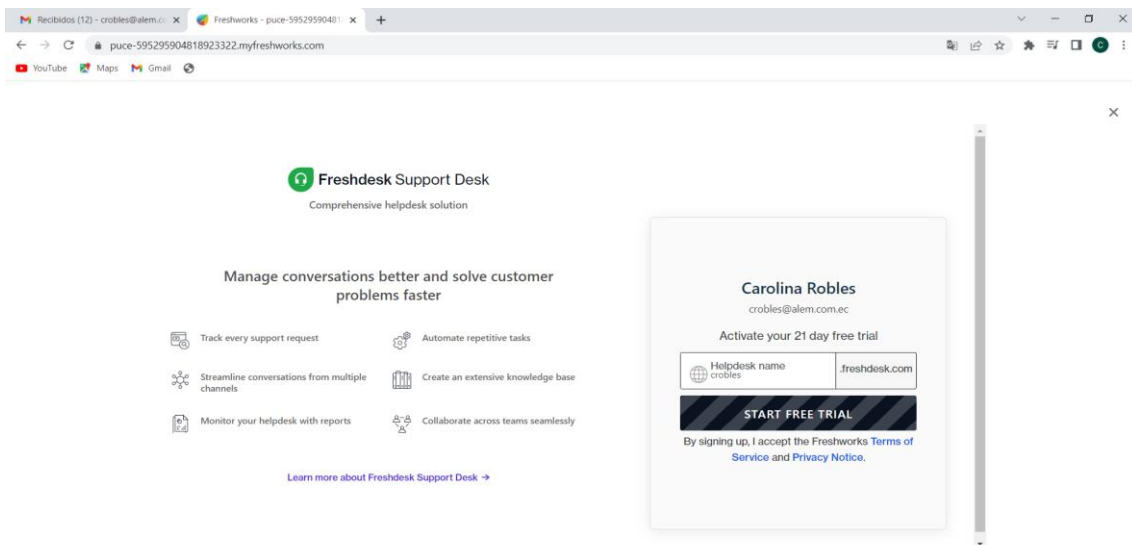 Recibidos (12) - crobles@alem.co
Freshworks - puce-59529590481
puce-595295904818923322.myfreshworks.com
C
YouTube
Maps
Gmail
Freshdesk Support Desk
Comprehensive helpdesk solution
Manage conversations better and solve customer
problems faster
Track every support request
Automate repetitive tasks
Streamline conversations from multiple
channels
Create an extensive knowledge base
Monitor your helpdesk with reports
Collaborate across teams seamlessly
Learn more about Freshdesk Support Desk →
Carolina Robles
crobles@alem.com.ec
Activate your 21 day free trial
Helpdesk name
crobles
.freshdesk.com
START FREE TRIAL
By signing up, I accept the Freshworks Terms of
Service and Privacy Notice.